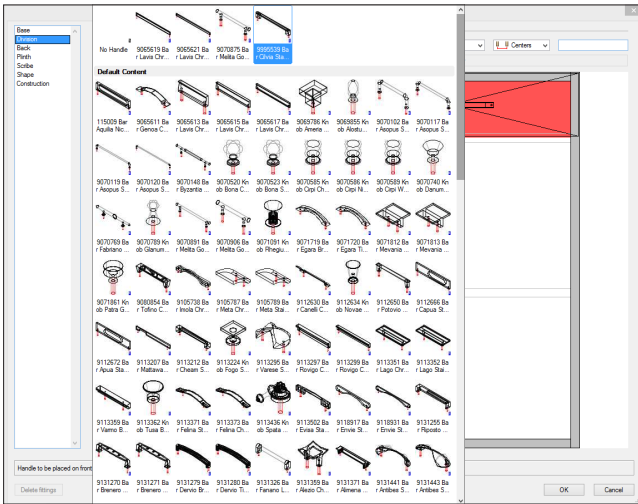 Base
Division
Back
Plinth
Scribe
Shape
Construction
No Handle
9065619 Ba
r Lavis Chr...
9065621 Ba
r Lavis Chr...
9070875 Ba
r Melita Go...
9995539 Ba
r Olvia Sta...
Centers
Default Content
115009 Bar
Aquilia Nic...
9065611 Ba
r Genoa C...
9065613 Ba
r Lavis Chr...
9065615 Ba
r Lavis Chr...
9065617 Ba
r Lavis Chr...
9069786 Kn
ob Ameria ...
9069855 Kn
ob Alostu ...
9070102 Ba
r Asopus S...
9070117 Ba
r Asopus S...
9070119 Ba
r Asopus S...
9070120 Ba
r Asopus S...
9070148 Ba
r Byzantia ...
9070520 Kn
ob Bona C...
9070523 Kn
ob Bona S...
9070585 Kn
ob Cirpi Ch...
9070586 Kn
ob Cirpi Ni...
9070589 Kn
ob Cirpi W...
9070740 Kn
ob Danum...
9070769 Ba
r Fabriano ...
9070789 Kn
ob Glanum...
9070891 Ba
r Melita Go...
9070906 Ba
r Melita Go...
9071091 Kn
ob Rhegiu...
9071719 Ba
r Egara Br...
9071720 Ba
r Egara Ti...
9071812 Ba
r Mevania ...
9071813 Ba
r Mevania ...
9071861 Kn
ob Patra G...
9080854 Ba
r Tofino C...
9105738 Ba
r Imola Chr...
9105787 Ba
r Meta Chr...
9105789 Ba
r Meta Stai...
9112630 Ba
r Canelli C...
9112634 Kn
ob Novae ...
9112650 Ba
r Potovio ...
9112666 Ba
r Capua St...
9112672 Ba
r Apua Sta...
9113207 Ba
r Mattawa...
9113212 Ba
r Cheam S...
9113224 Kn
ob Fogo S...
9113295 Ba
r Varese S...
9113297 Ba
r Rovigo C...
9113299 Ba
r Rovigo C...
9113351 Ba
r Lago Chr...
9113352 Ba
r Lago Stai...
9113359 Ba
r Varmo B...
9113362 Kn
ob Tusa B...
9113371 Ba
r Felina St...
9113373 Ba
r Felina Ch...
9113436 Kn
ob Spata ...
9113502 Ba
r Evisa Stai...
9118917 Ba
r Envie St...
9118931 Ba
r Envie St...
9131255 Ba
r Riposto ...
9131270 Ba
r Brenero ...
9131271 Ba
r Brenero ...
9131279 Ba
r Dervio Br...
9131280 Ba
r Dervio Ti...
9131326 Ba
r Fanano L...
9131359 Ba
r Alezio Ch...
9131371 Ba
r Almenia ...
9131441 Ba
r Antibes S...
9131443 Ba
r Antibes S...
Handle to be placed on front
Delete fittings
OK
Cancel